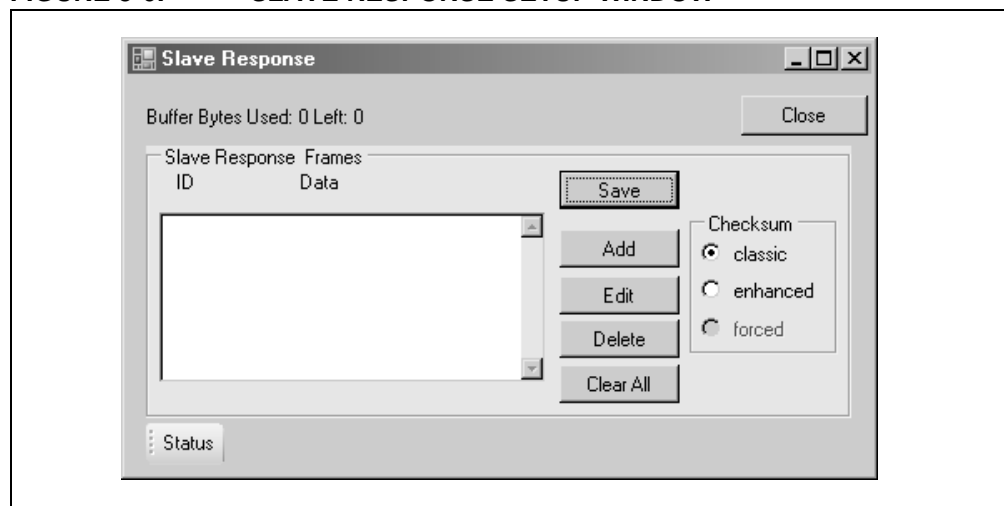 Slave Response
Buffer Bytes Used: 0 Left: 0
Close
Slave Response Frames
ID Data
Save
Add
Edit
Delete
Clear All
Checksum
classic
enhanced
forced
Status